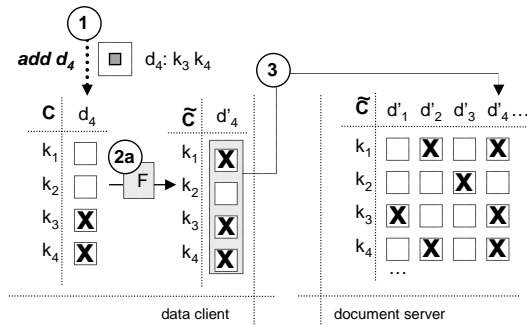 1
add d4 d4: k3 k4
3
C d4
C̃ d'4
C̃ d'1 d'2 d'3 d'4 ...
k1
k2
k3 X
k4 X
2a
F
k1 X
k2
k3 X
k4 X
k1 X X
k2 X
k3 X X
k4 X X
...
data client
document server